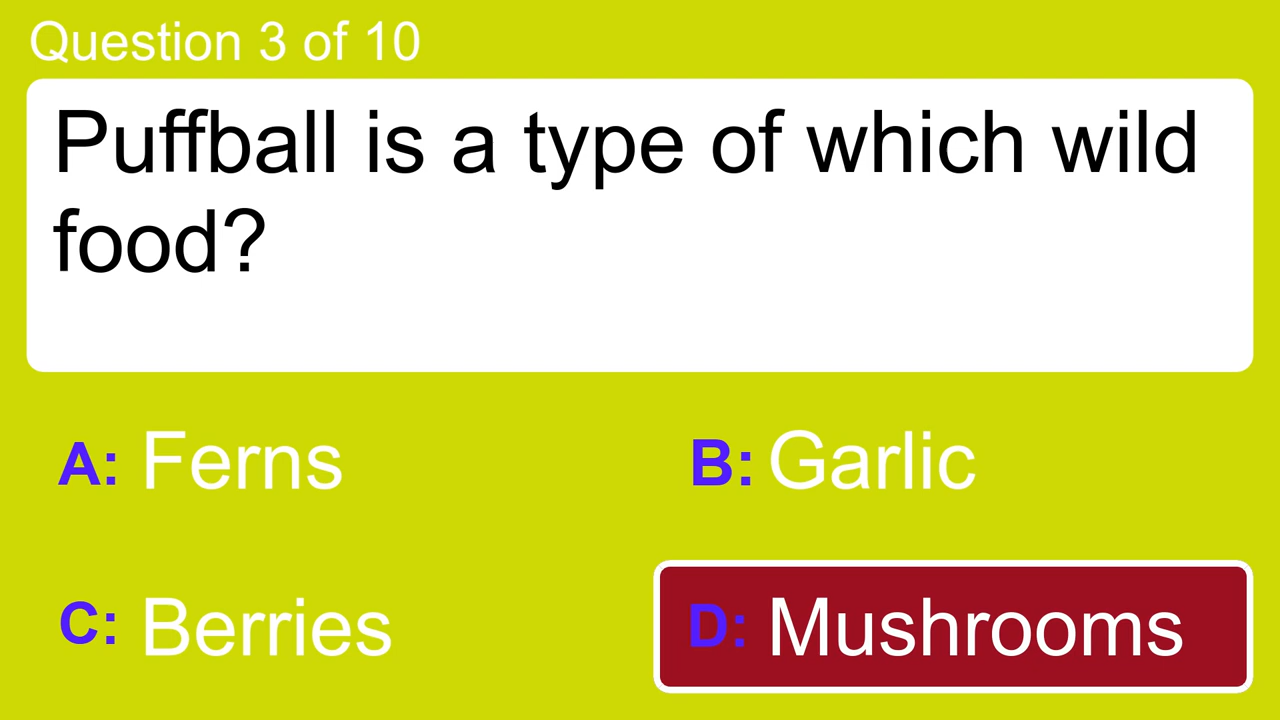 Question 3 of 10
Puffball is a type of which wild
food?
A: Ferns
B: Garlic
C: Berries
D: Mushrooms